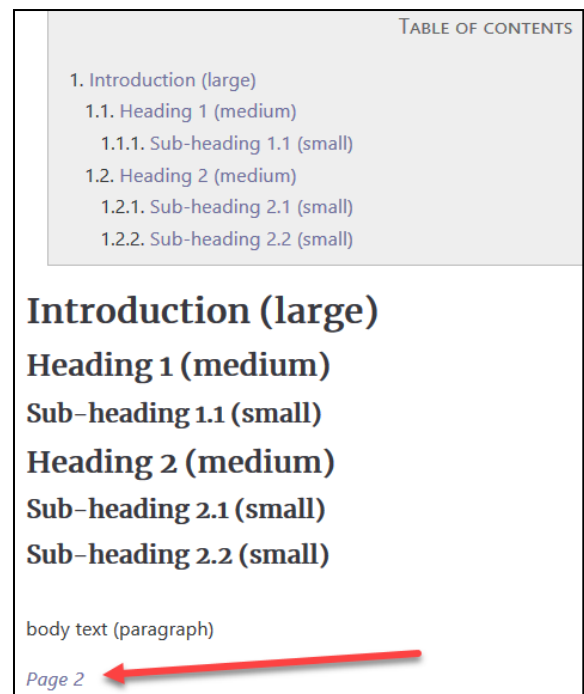 TABLE OF CONTENTS
1. Introduction (large)
1.1. Heading 1 (medium)
1.1.1. Sub-heading 1.1 (small)
1.2. Heading 2 (medium)
1.2.1. Sub-heading 2.1 (small)
1.2.2. Sub-heading 2.2 (small)
Introduction (large)
Heading 1 (medium)
Sub-heading 1.1 (small)
Heading 2 (medium)
Sub-heading 2.1 (small)
Sub-heading 2.2 (small)
body text (paragraph)
Page 2